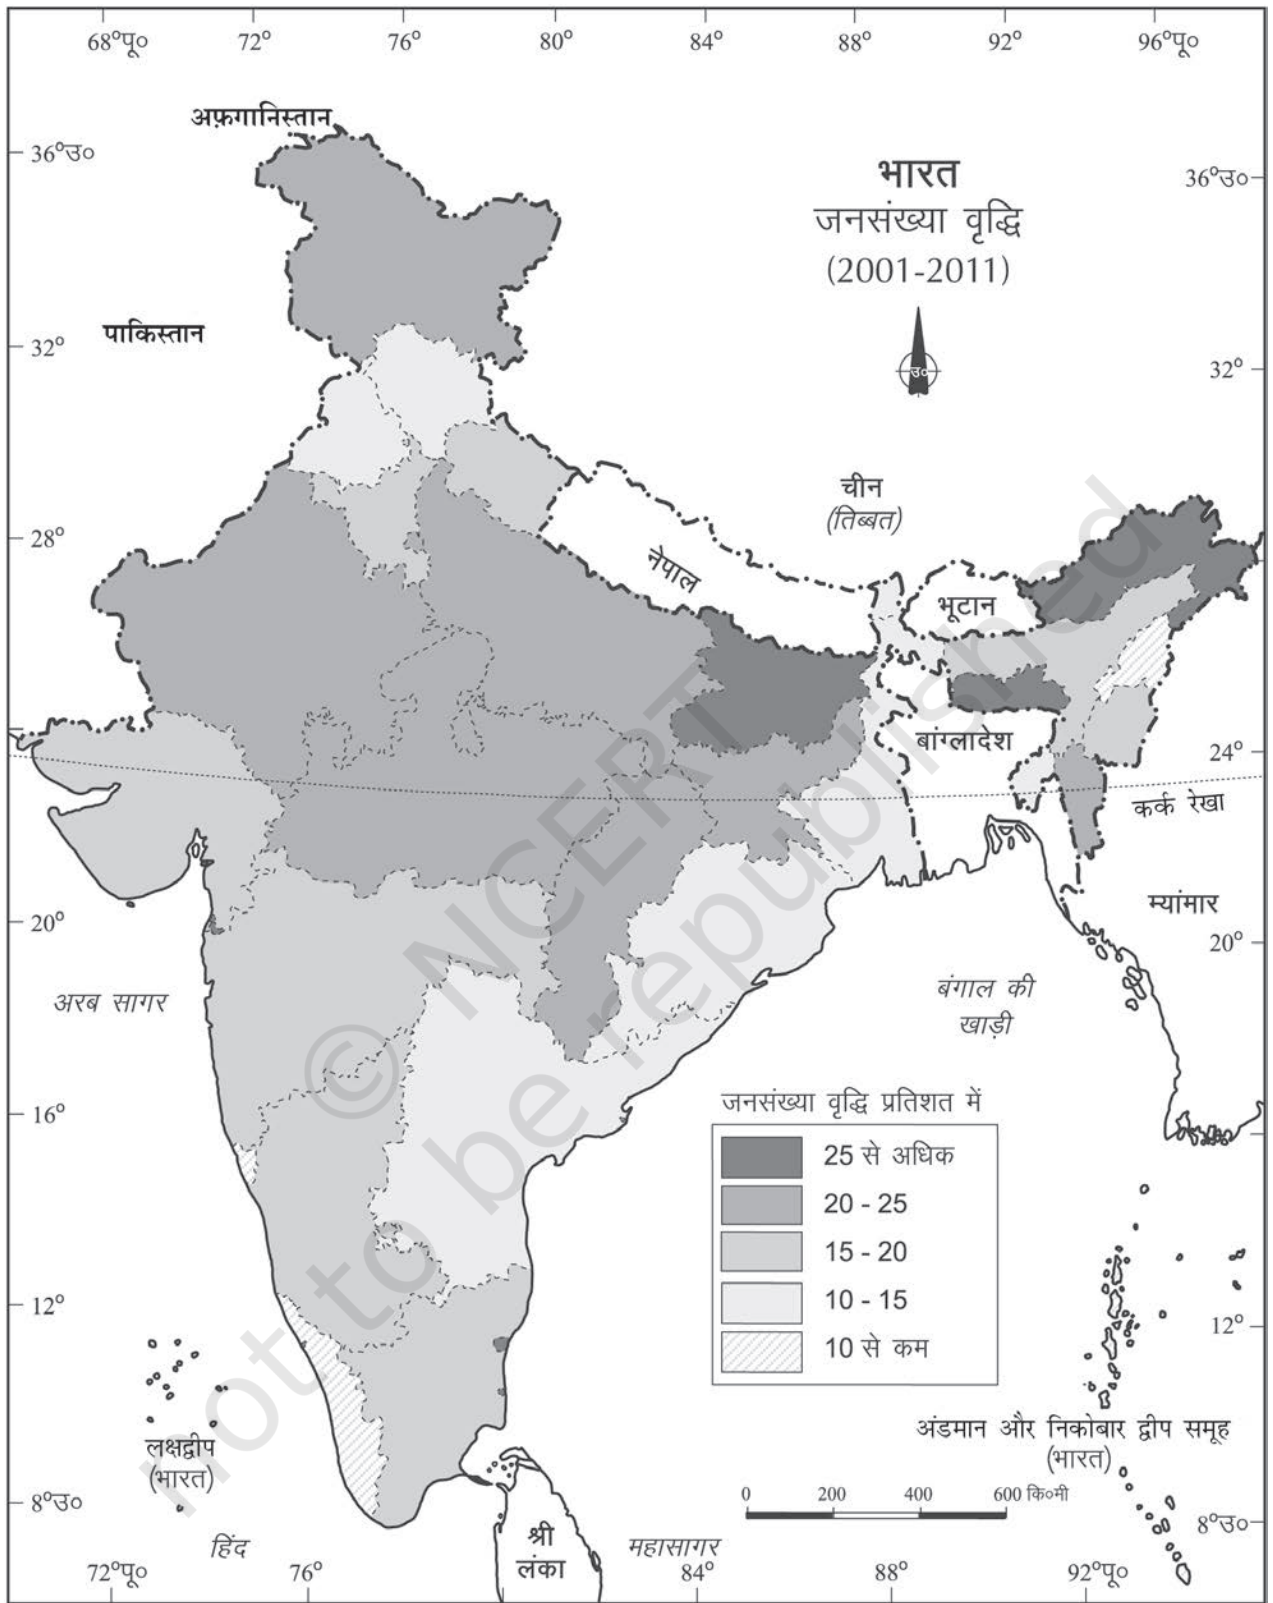 68°पू०
72°
76°
80°
84°
88°
92°
96°पू०
अफ़गानिस्तान
36°उ०
भारत
जनसंख्या वृद्धि
(2001-2011)
36°उ०
पाकिस्तान
32°
उ०
32°
चीन
(तिब्बत)
28°
नेपाल
भूटान
बांग्लादेश
24°
कर्क रेखा
म्यांमार
20°
20°
अरब सागर
बंगाल की
खाड़ी
16°
जनसंख्या वृद्धि प्रतिशत में
25 से अधिक
20 - 25
15 - 20
10 - 15
10 से कम
12°
12°
लक्षद्वीप
(भारत)
अंडमान और निकोबार द्वीप समूह
(भारत)
0 200 400 600 कि०मी
8°उ०
8°उ०
हिंद
श्री
लंका
महासागर
72°पू०
76°
84°
88°
92°पू०
© NCERT
not to be republished